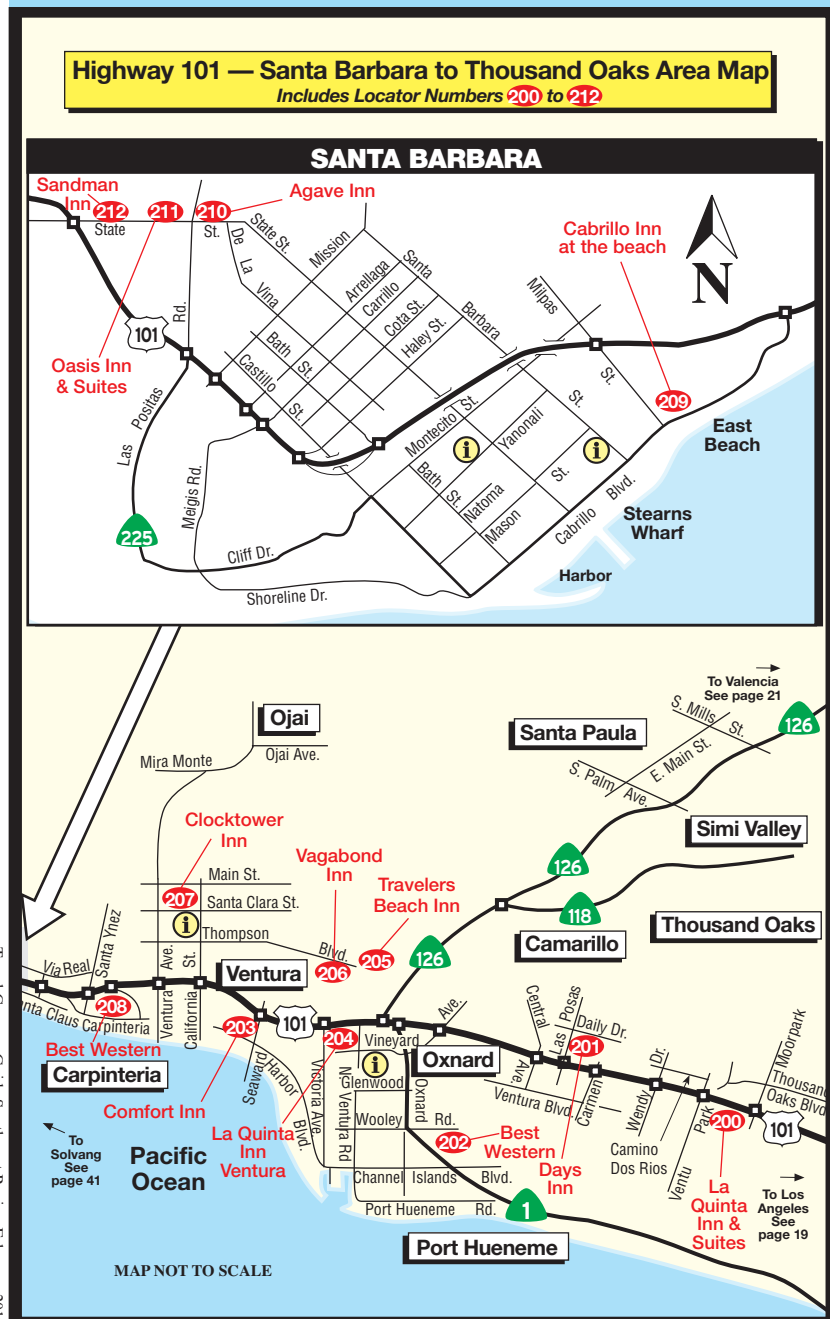 Highway 101 — Santa Barbara to Thousand Oaks Area Map
Includes Locator Numbers 200 to 212
SANTA BARBARA
Sandman
Inn
212
211
210
Agave Inn
State
St.
State St.
De
La
Vina
Mission
Arrellaga
Carrillo
Cota St.
Haley St.
Santa
Barbara
St.
Milpas
St.
Cabrillo Inn
at the beach
N
101
Rd.
Las Positas
Oasis Inn
& Suites
Bath
St.
Castillo
St.
209
East
Beach
Montecito St.
Yanonali
St.
i
i
Bath
St.
Natoma
Mason
Cabrillo Blvd.
Meigis Rd.
225
Cliff Dr.
Shoreline Dr.
Stearns
Wharf
Harbor
To Valencia
See page 21
S. Mills St.
126
Ojai
Ojai Ave.
Mira Monte
Santa Paula
E. Main St.
S. Palm Ave.
Simi Valley
Clocktower
Inn
Vagabond
Inn
Travelers
Beach Inn
Main St.
207
Santa Clara St.
i
Thompson
Blvd.
206
205
126
126
118
Camarillo
Thousand Oaks
Via Real
Santa Ynez
Ventura Ave.
California St.
Ventura
208
Best Western
Carpinteria
Carpinteria
203
Comfort Inn
Seaward
Harbor
Blvd.
101
204
La Quinta
Inn
Ventura
Victoria Ave.
N. Ventura Rd
Vineyard
Ave.
i
Oxnard
Glenwood
Oxnard
Wooley
Rd.
202
Best
Western
Channel Islands Blvd.
Port Hueneme Rd.
1
Port Hueneme
Central
Ave.
Las Posas
Daily Dr.
201
Days
Inn
Ventura Blvd.
Carmen
Wendy
Dr.
Camino
Dos Rios
Ventu
Park
200
La
Quinta
Inn &
Suites
Moorpark
Thousand
Oaks Blvd.
101
To
Solvang
See
page 41
Pacific
Ocean
To Los
Angeles
See
page 19
MAP NOT TO SCALE